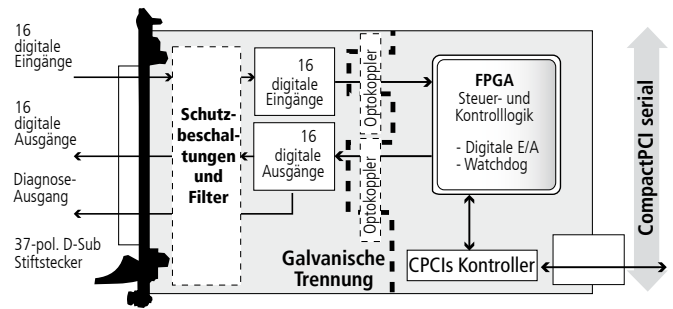 16
digitale
Eingänge
16
digitale
Ausgänge
Diagnose-
Ausgang
37-pol. D-Sub
Stiftstecker
Schutz-
beschal-
tungen
und
Filter
16
digitale
Eingänge
16
digitale
Ausgänge
Optokoppler
Optokoppler
Galvanische
Trennung
FPGA
Steuer- und
Kontrolllogik
- Digitale E/A
- Watchdog
CPCIs Kontroller
CompactPCI serial